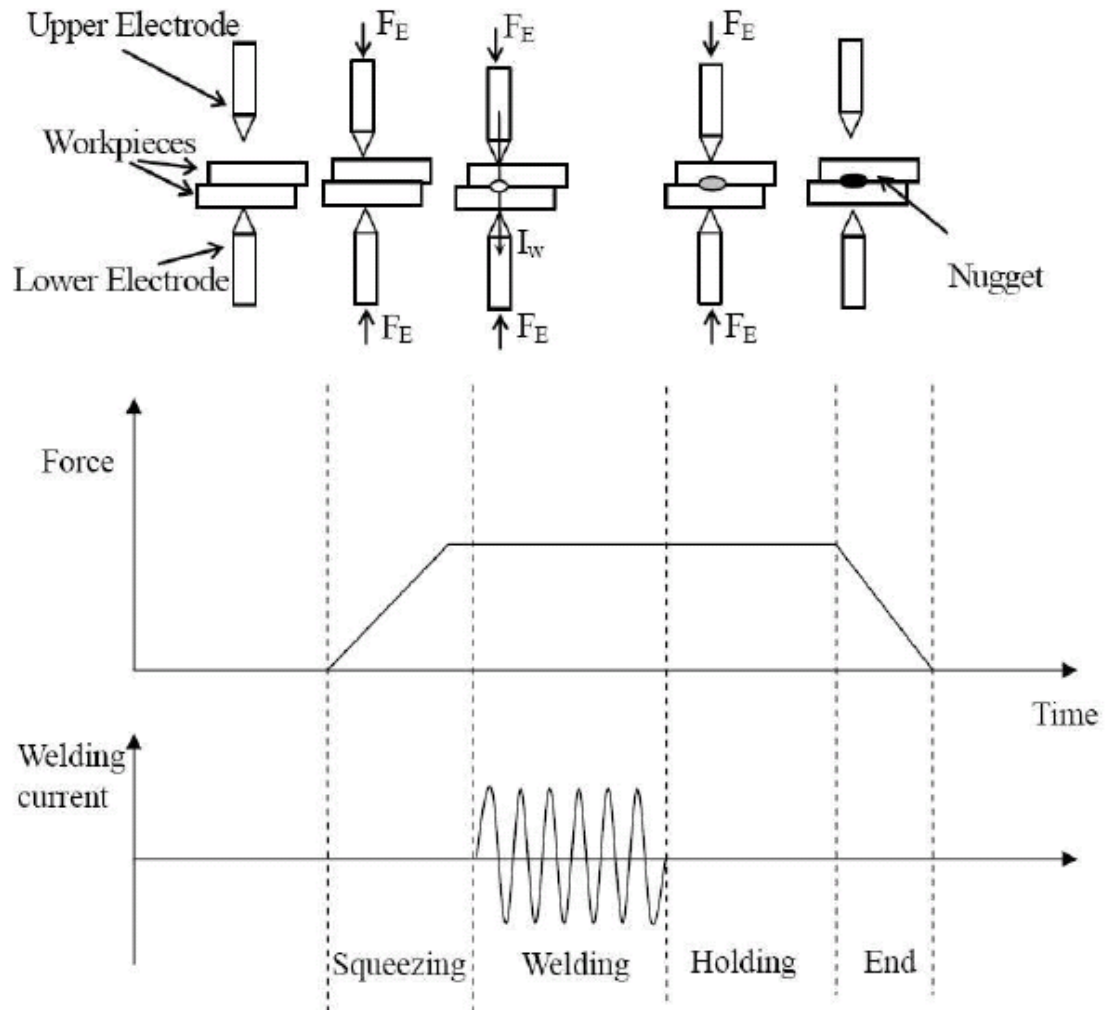 Upper Electrode
F_E
F_E
F_E
Workpieces
I_w
Lower Electrode
Nugget
F_E
F_E
F_E
Force
Time
Welding
current
Squeezing
Welding
Holding
End